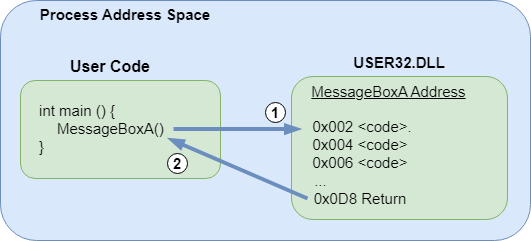 Process Address Space
User Code
int main () {
MessageBoxA()
}
1
2
USER32.DLL
MessageBoxA Address
0x002 <code>.
0x004 <code>
0x006 <code>
...
0x0D8 Return